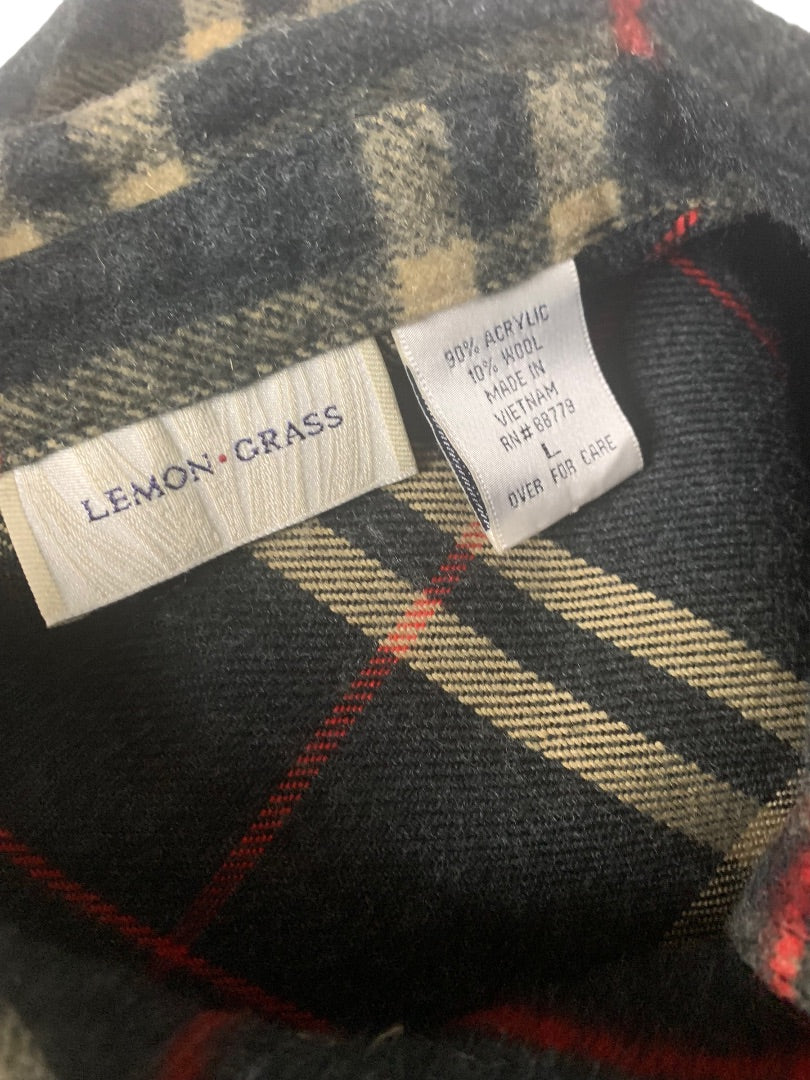 LEMON·GRASS
90% ACRYLIC
10% WOOL
MADE IN
VIETNAM
RN# 88779
L
OVER FOR CARE